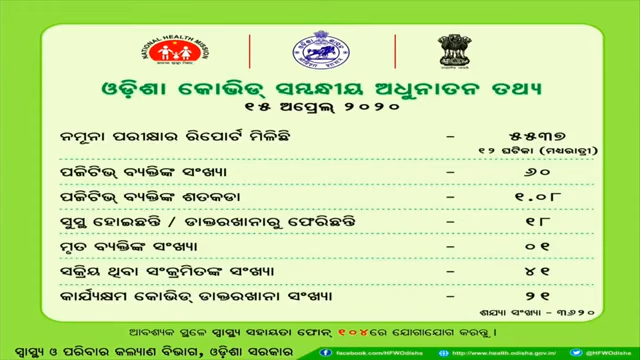 NATIONAL HEALTH MISSION
ଓଡ଼ିଶା କୋଭିଡ୍ ସମ୍ବନ୍ଧୀୟ ଅଧୁନାତନ ତଥ୍ୟ
୧୫ ଅପ୍ରେଲ୍ ୨୦୨୦
ନମୂନା ପରୀକ୍ଷାର ରିପୋର୍ଟ ମିଳିଛି – ୫୫୩୭
୧୨ ଘଟିକା (ମଧ୍ୟରାତ୍ରୀ)
ପଜିଟିଭ୍ ବ୍ୟକ୍ତିଙ୍କ ସଂଖ୍ୟା – ୬୦
ପଜିଟିଭ୍ ବ୍ୟକ୍ତିଙ୍କ ଶତକଡା – ୧.୦୮
ସୁସ୍ଥ ହୋଇଛନ୍ତି / ଡାକ୍ତରଖାନାରୁ ଫେରିଛନ୍ତି – ୧୮
ମୃତ ବ୍ୟକ୍ତିଙ୍କ ସଂଖ୍ୟା – ୦୧
ସକ୍ରିୟ ଥିବା ସଂକ୍ରମିତଙ୍କ ସଂଖ୍ୟା – ୪୧
କାର୍ଯ୍ୟକ୍ଷମ କୋଭିଡ୍ ଡାକ୍ତରଖାନା ସଂଖ୍ୟା – ୨୧
ଶଯ୍ୟା ସଂଖ୍ୟା – ୩୬୨୦
ଆବଶ୍ୟକ ସ୍ଥଳେ ସ୍ୱାସ୍ଥ୍ୟ ସହାୟତା ଫୋନ୍ ୧୦୪ରେ ଯୋଗାଯୋଗ କରନ୍ତୁ ।
ସ୍ୱାସ୍ଥ୍ୟ ଓ ପରିବାର କଲ୍ୟାଣ ବିଭାଗ, ଓଡ଼ିଶା ସରକାର
facebook.com/HFWOdisha
https://www.health.odisha.gov.in/
@HFWOdisha